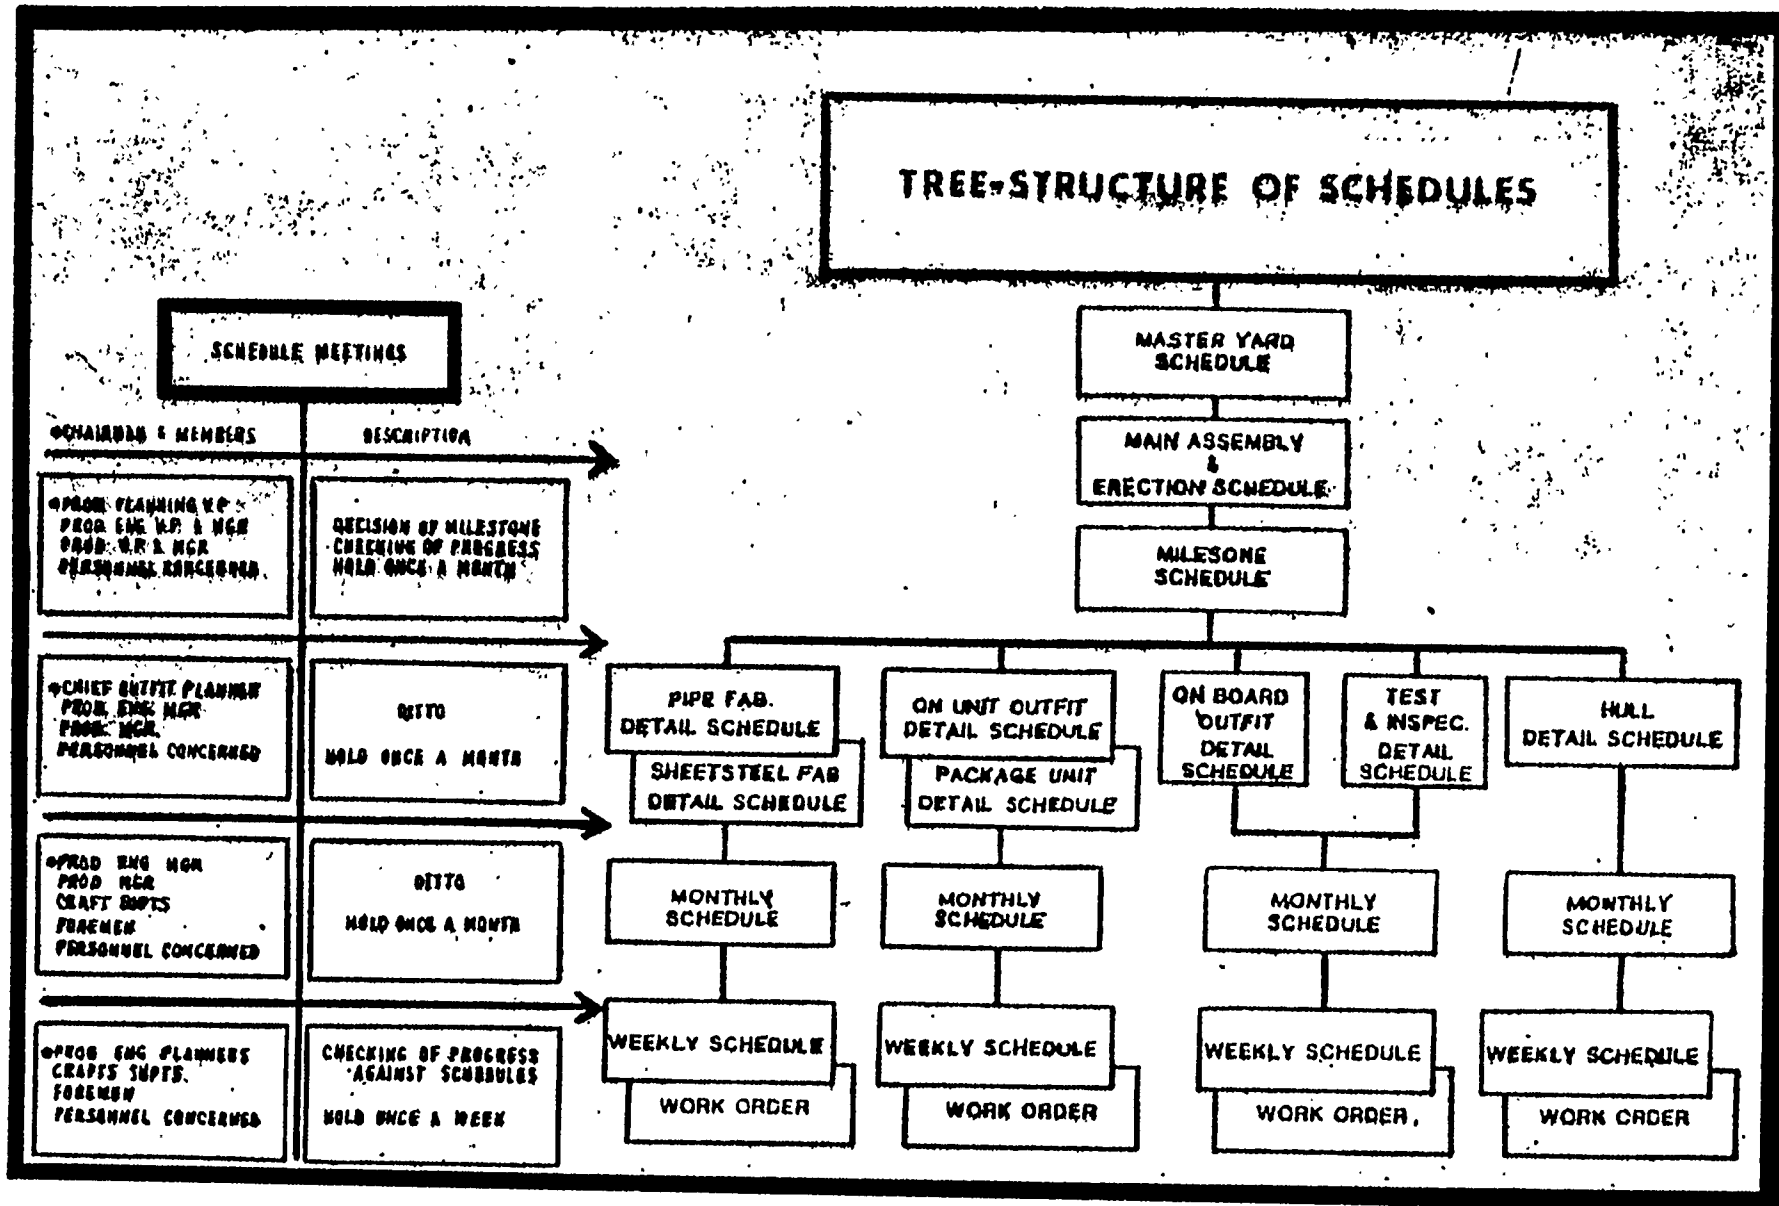 TREE-STRUCTURE OF SCHEDULES
SCHEDULE MEETINGS
CHAIRMAN & MEMBERS
DESCRIPTION
PROD. PLANNING V.P.
PROD. ENG. V.P. & MGR
PROD. V.P. & MGR
PERSONNEL CONCERNED
DECISION OF MILESTONE
CHECKING OF PROGRESS
HOLD ONCE A MONTH
CHIEF OUTFIT PLANNER
PROD. ENG. MGR
PROD. MGR.
PERSONNEL CONCERNED
DITTO
HOLD ONCE A MONTH
PROD ENG MGR
PROD MGR
CRAFT SUPTS
FOREMEN
PERSONNEL CONCERNED
DITTO
HOLD ONCE A MONTH
PROD ENG PLANNERS
CRAFTS SUPTS.
FOREMEN
PERSONNEL CONCERNED
CHECKING OF PROGRESS
AGAINST SCHEDULES
HOLD ONCE A WEEK
MASTER YARD
SCHEDULE
MAIN ASSEMBLY
&
ERECTION SCHEDULE
MILESONE
SCHEDULE
PIPE FAB.
DETAIL SCHEDULE
SHEETSTEEL FAB
DETAIL SCHEDULE
MONTHLY
SCHEDULE
WEEKLY SCHEDULE
WORK ORDER
ON UNIT OUTFIT
DETAIL SCHEDULE
PACKAGE UNIT
DETAIL SCHEDULE
MONTHLY
SCHEDULE
WEEKLY SCHEDULE
WORK ORDER
ON BOARD
OUTFIT
DETAIL
SCHEDULE
TEST
& INSPEC.
DETAIL
SCHEDULE
MONTHLY
SCHEDULE
WEEKLY SCHEDULE
WORK ORDER
HULL
DETAIL SCHEDULE
MONTHLY
SCHEDULE
WEEKLY SCHEDULE
WORK ORDER